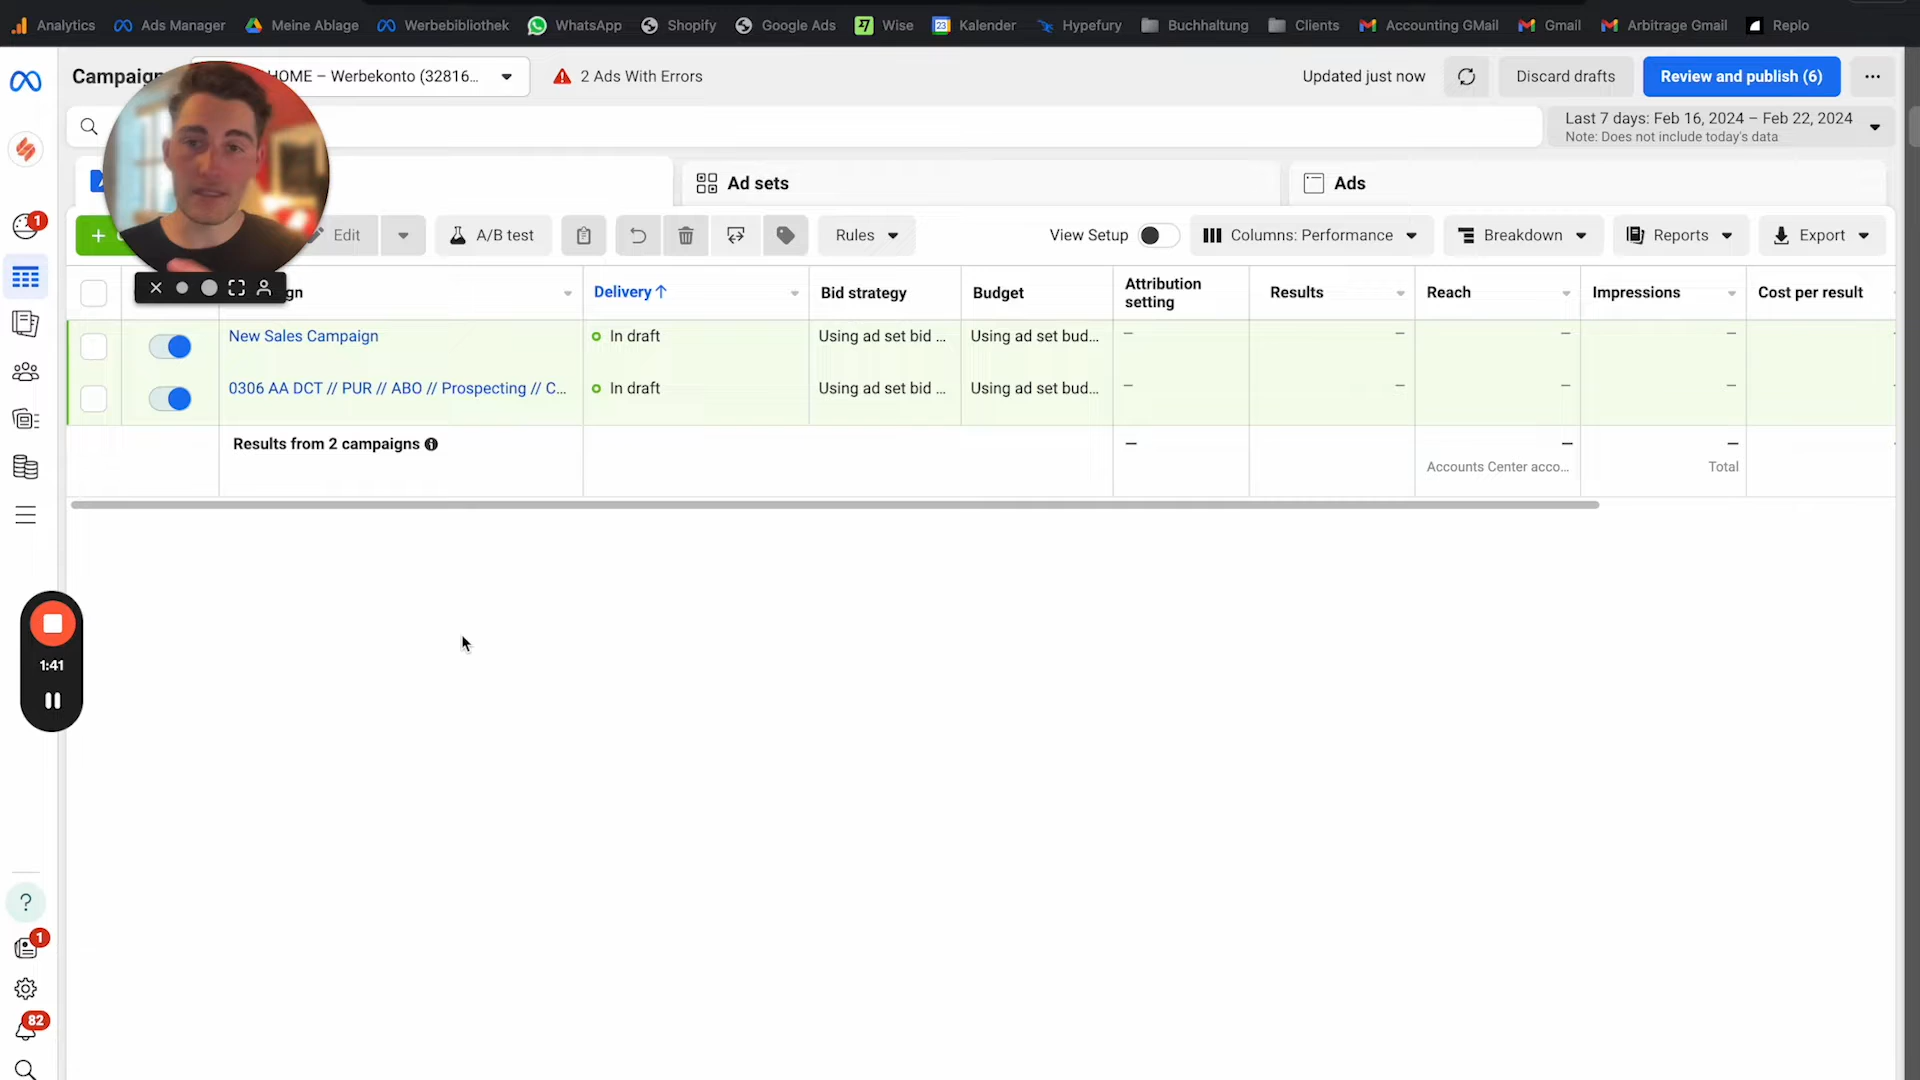 Analytics
Ads Manager
Meine Ablage
Werbebibliothek
WhatsApp
Shopify
Google Ads
Wise
23
Kalender
Hypefury
Buchhaltung
Clients
Accounting GMail
Gmail
Arbitrage Gmail
Replo
Campaign
HOME – Werbekonto (32816...
2 Ads With Errors
Updated just now
Discard drafts
Review and publish (6)
Last 7 days: Feb 16, 2024 – Feb 22, 2024
Note: Does not include today's data
Ad sets
Ads
1
Edit
A/B test
Rules
View Setup
Columns: Performance
Breakdown
Reports
Export
gn
Delivery ↑
Bid strategy
Budget
Attribution
setting
Results
Reach
Impressions
Cost per result
New Sales Campaign
In draft
Using ad set bid ...
Using ad set bud...
—
—
—
—
0306 AA DCT // PUR // ABO // Prospecting // C...
In draft
Using ad set bid ...
Using ad set bud...
—
—
—
—
Results from 2 campaigns
—
—
—
Accounts Center acco...
Total
1:41
?
1
82